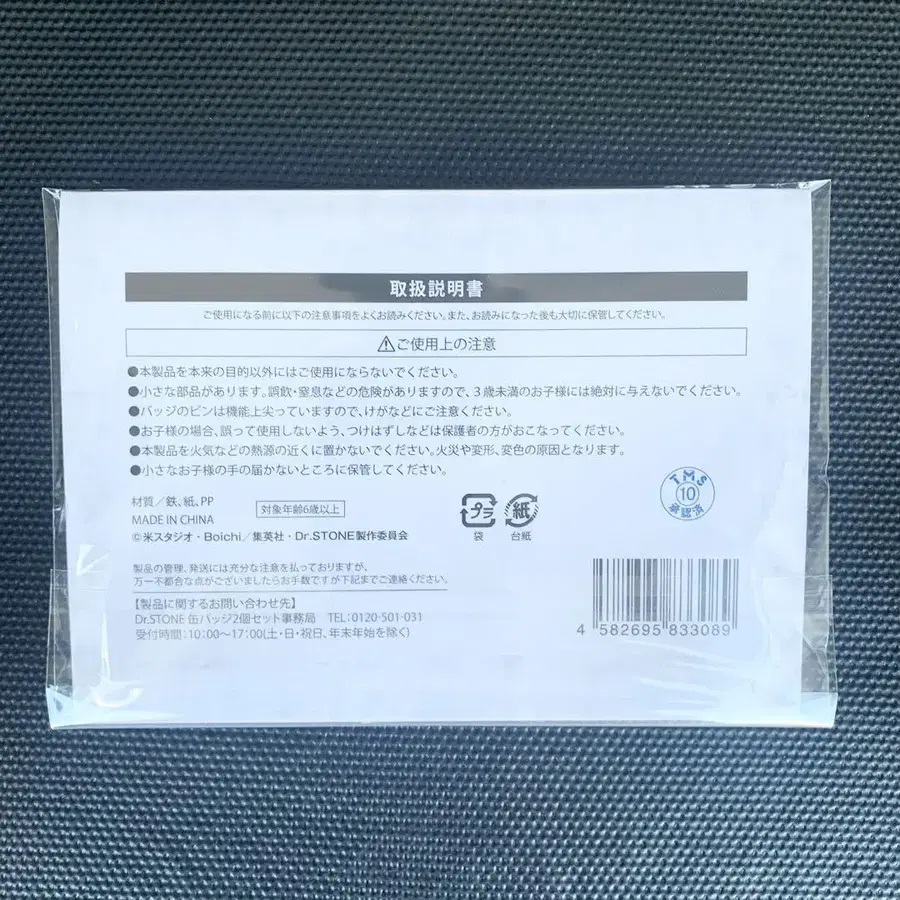 取扱説明書
ご使用になる前に以下の注意事項をよくお読みください。また、お読みになった後も大切に保管してください。
⚠ご使用上の注意
●本製品を本来の目的以外にはご使用にならないでください。
●小さな部品があります。誤飲・窒息などの危険がありますので、3歳未満のお子様には絶対に与えないでください。
●バッジのピンは機能上尖っていますので、けがなどにご注意ください。
●お子様の場合、誤って使用しないよう、つけはずしなどは保護者の方がおこなってください。
●本製品を火気などの熱源の近くに置かないでください。火災や変形、変色の原因となります。
●小さなお子様の手の届かないところに保管してください。
材質/鉄、紙、PP
対象年齢6歳以上
MADE IN CHINA
©米スタジオ・Boichi/集英社・Dr.STONE製作委員会
プラ
袋
紙
台紙
TMS
10
承認済
製品の管理、発送には充分な注意を払っておりますが、
万一不都合な点がございましたらお手数ですが下記までご連絡ください。
【製品に関するお問い合わせ先】
Dr.STONE 缶バッジ2個セット事務局 TEL:0120-501-031
受付時間:10:00〜17:00(土・日・祝日、年末年始を除く)
4 582695 833089